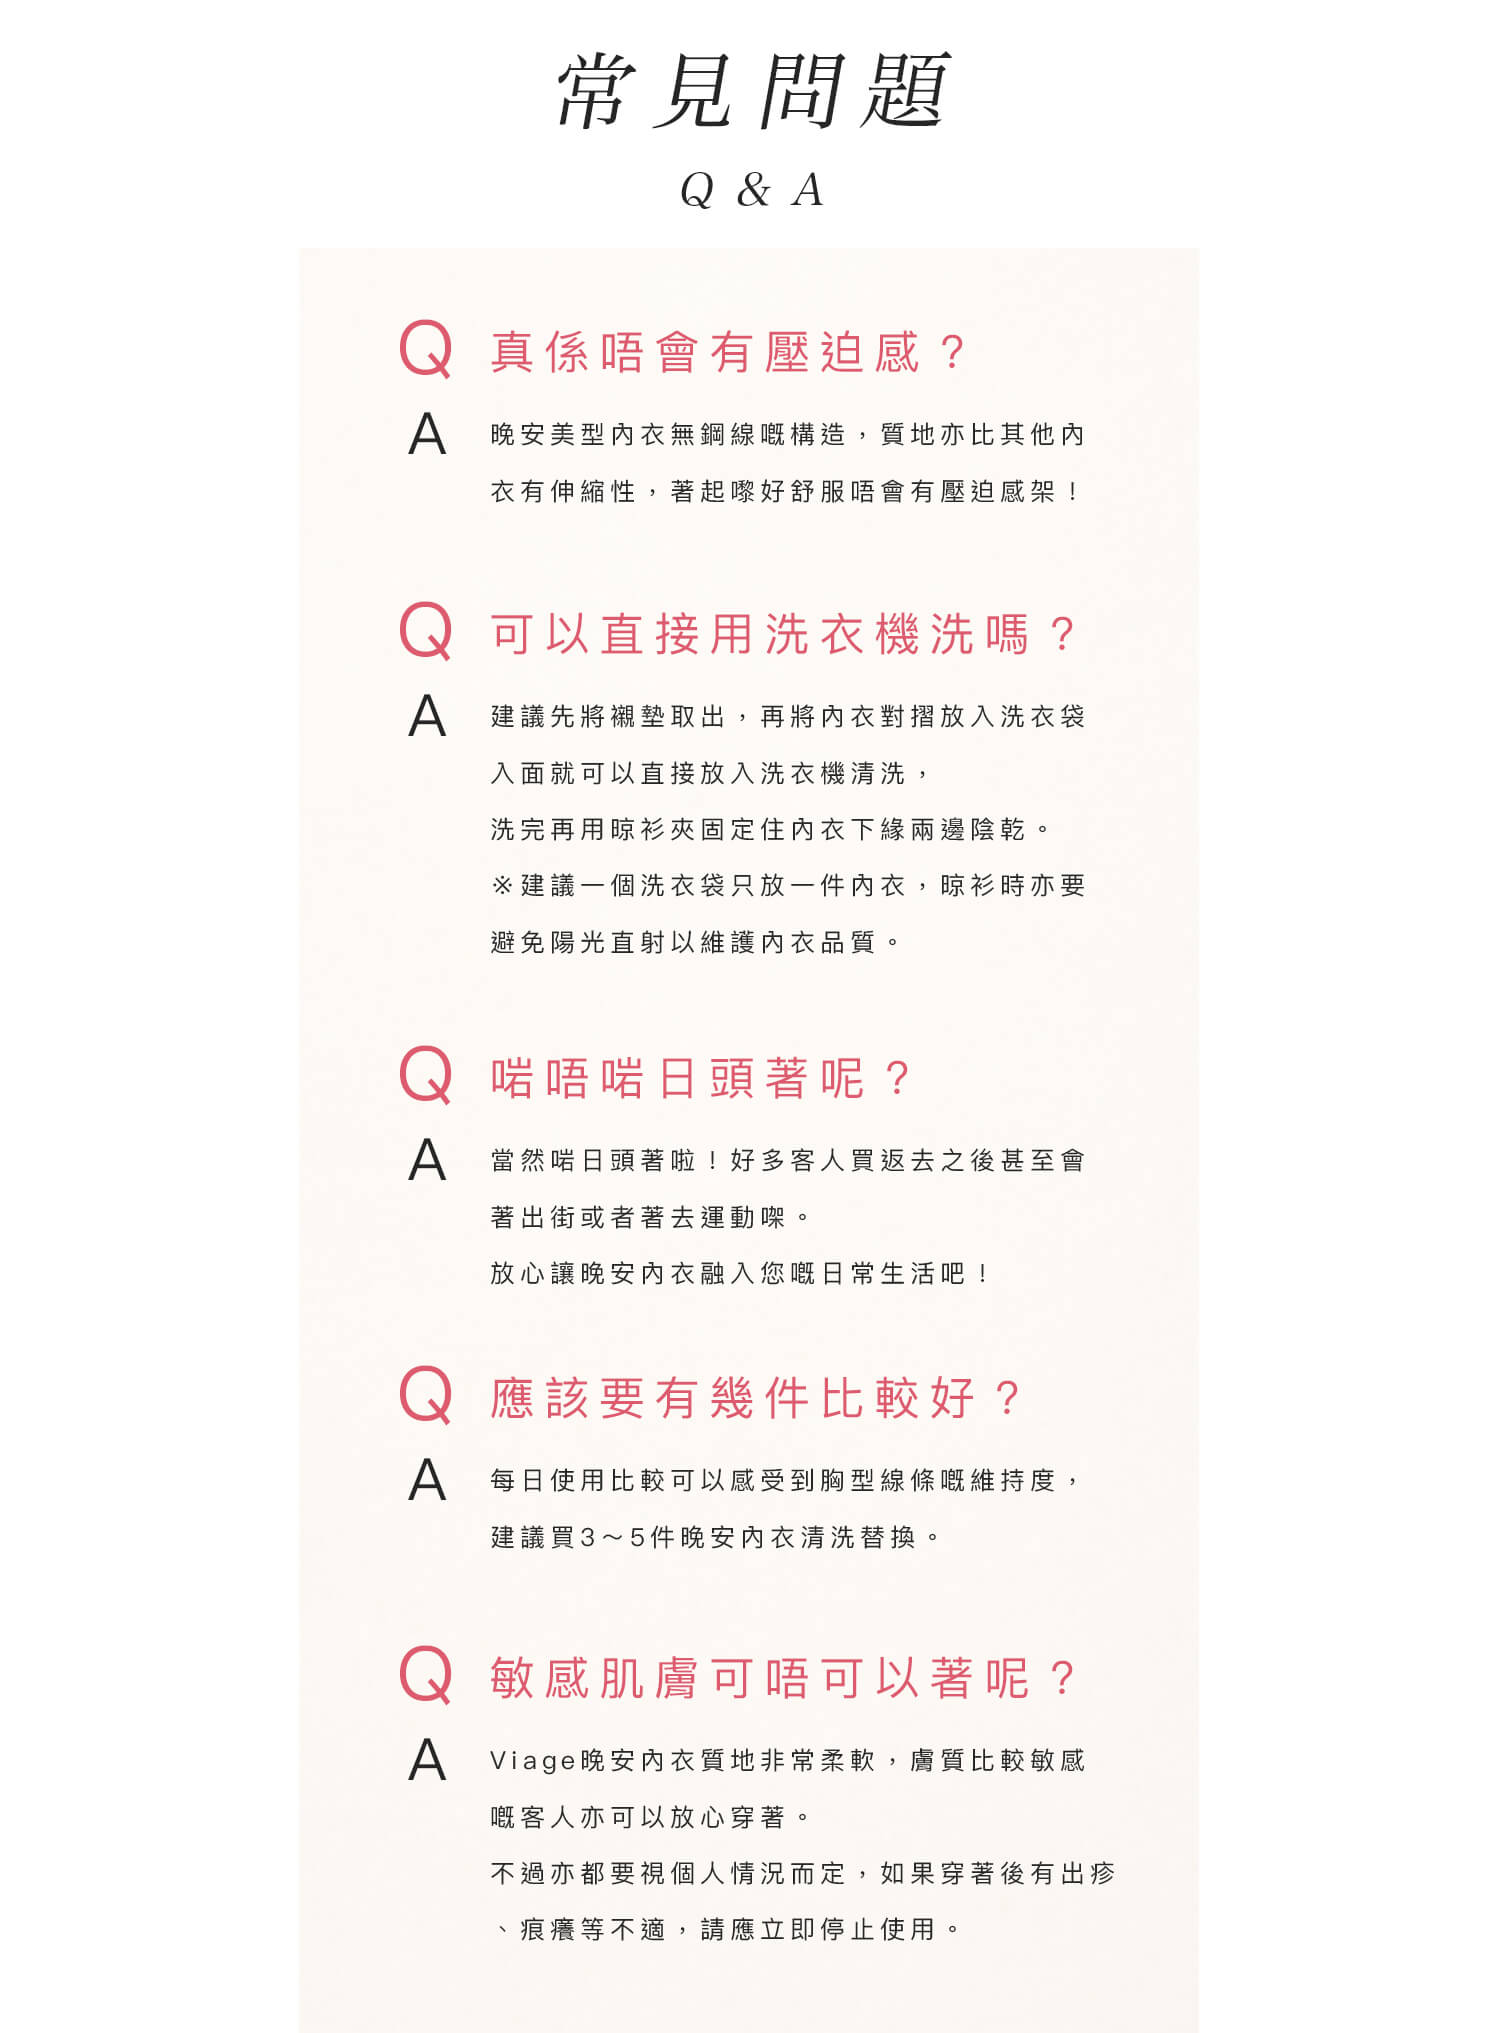 常見問題
Q & A
Q 真係唔會有壓迫感？
A 晚安美型內衣無鋼線嘅構造，質地亦比其他內
衣有伸縮性，著起嚟好舒服唔會有壓迫感架！
Q 可以直接用洗衣機洗嗎？
A 建議先將襯墊取出，再將內衣對摺放入洗衣袋
入面就可以直接放入洗衣機清洗，
洗完再用晾衫夾固定住內衣下緣兩邊陰乾。
※建議一個洗衣袋只放一件內衣，晾衫時亦要
避免陽光直射以維護內衣品質。
Q 啱唔啱日頭著呢？
A 當然啱日頭著啦！好多客人買返去之後甚至會
著出街或者著去運動㗎。
放心讓晚安內衣融入您嘅日常生活吧！
Q 應該要有幾件比較好？
A 每日使用比較可以感受到胸型線條嘅維持度，
建議買3～5件晚安內衣清洗替換。
Q 敏感肌膚可唔可以著呢？
A Viage晚安內衣質地非常柔軟，膚質比較敏感
嘅客人亦可以放心穿著。
不過亦都要視個人情況而定，如果穿著後有出疹
、痕癢等不適，請應立即停止使用。